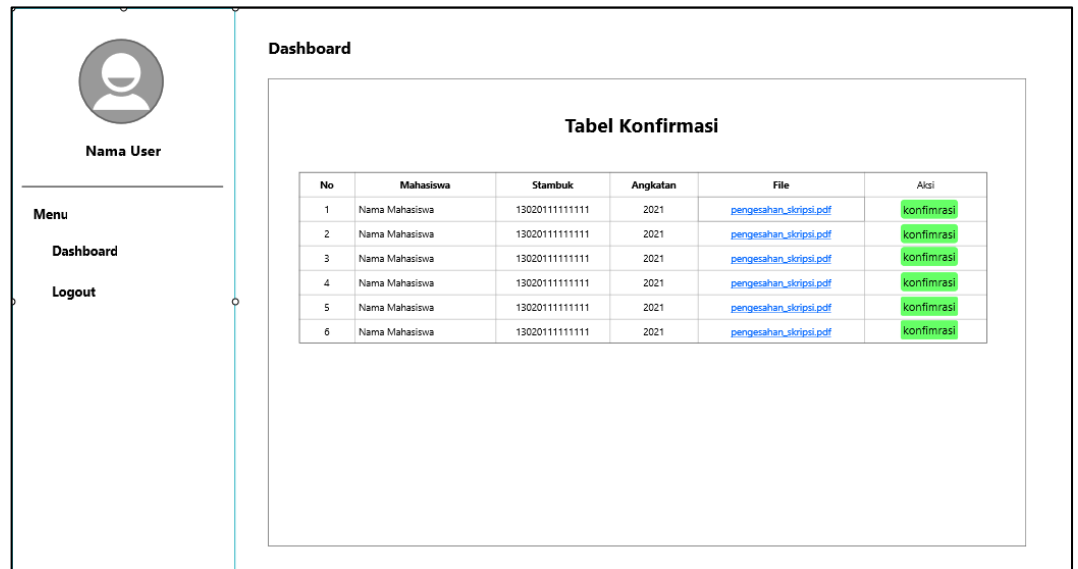 Nama User
Menu
Dashboard
Logout
Dashboard
Tabel Konfirmasi
No Mahasiswa Stambuk Angkatan File Aksi
1 Nama Mahasiswa 13020111111111 2021 pengesahan_skripsi.pdf konfimrasi
2 Nama Mahasiswa 13020111111111 2021 pengesahan_skripsi.pdf konfimrasi
3 Nama Mahasiswa 13020111111111 2021 pengesahan_skripsi.pdf konfimrasi
4 Nama Mahasiswa 13020111111111 2021 pengesahan_skripsi.pdf konfimrasi
5 Nama Mahasiswa 13020111111111 2021 pengesahan_skripsi.pdf konfimrasi
6 Nama Mahasiswa 13020111111111 2021 pengesahan_skripsi.pdf konfimrasi